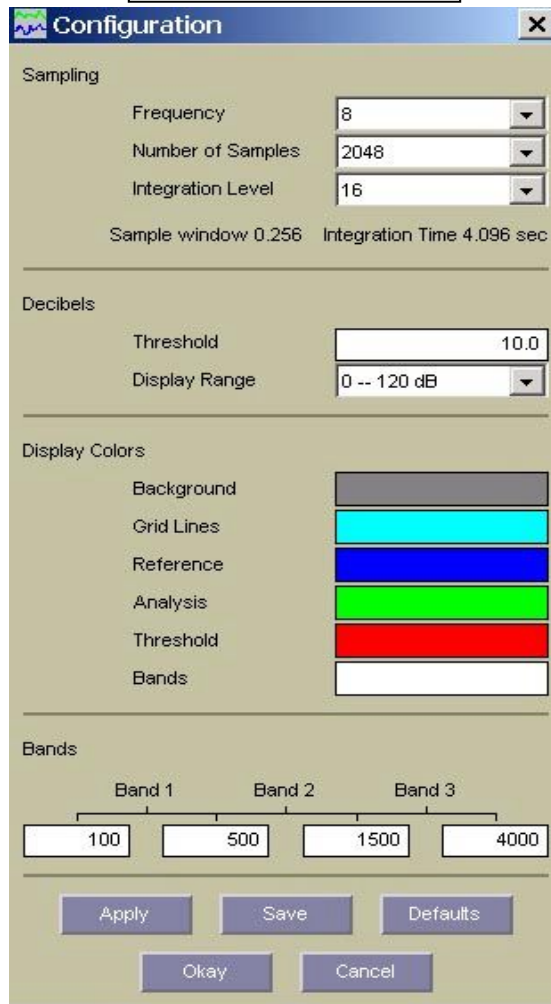 Configuration
Sampling
Frequency 8
Number of Samples 2048
Integration Level 16
Sample window 0.256 Integration Time 4.096 sec
Decibels
Threshold 10.0
Display Range 0 -- 120 dB
Display Colors
Background
Grid Lines
Reference
Analysis
Threshold
Bands
Bands
Band 1 Band 2 Band 3
100 500 1500 4000
Apply Save Defaults
Okay Cancel